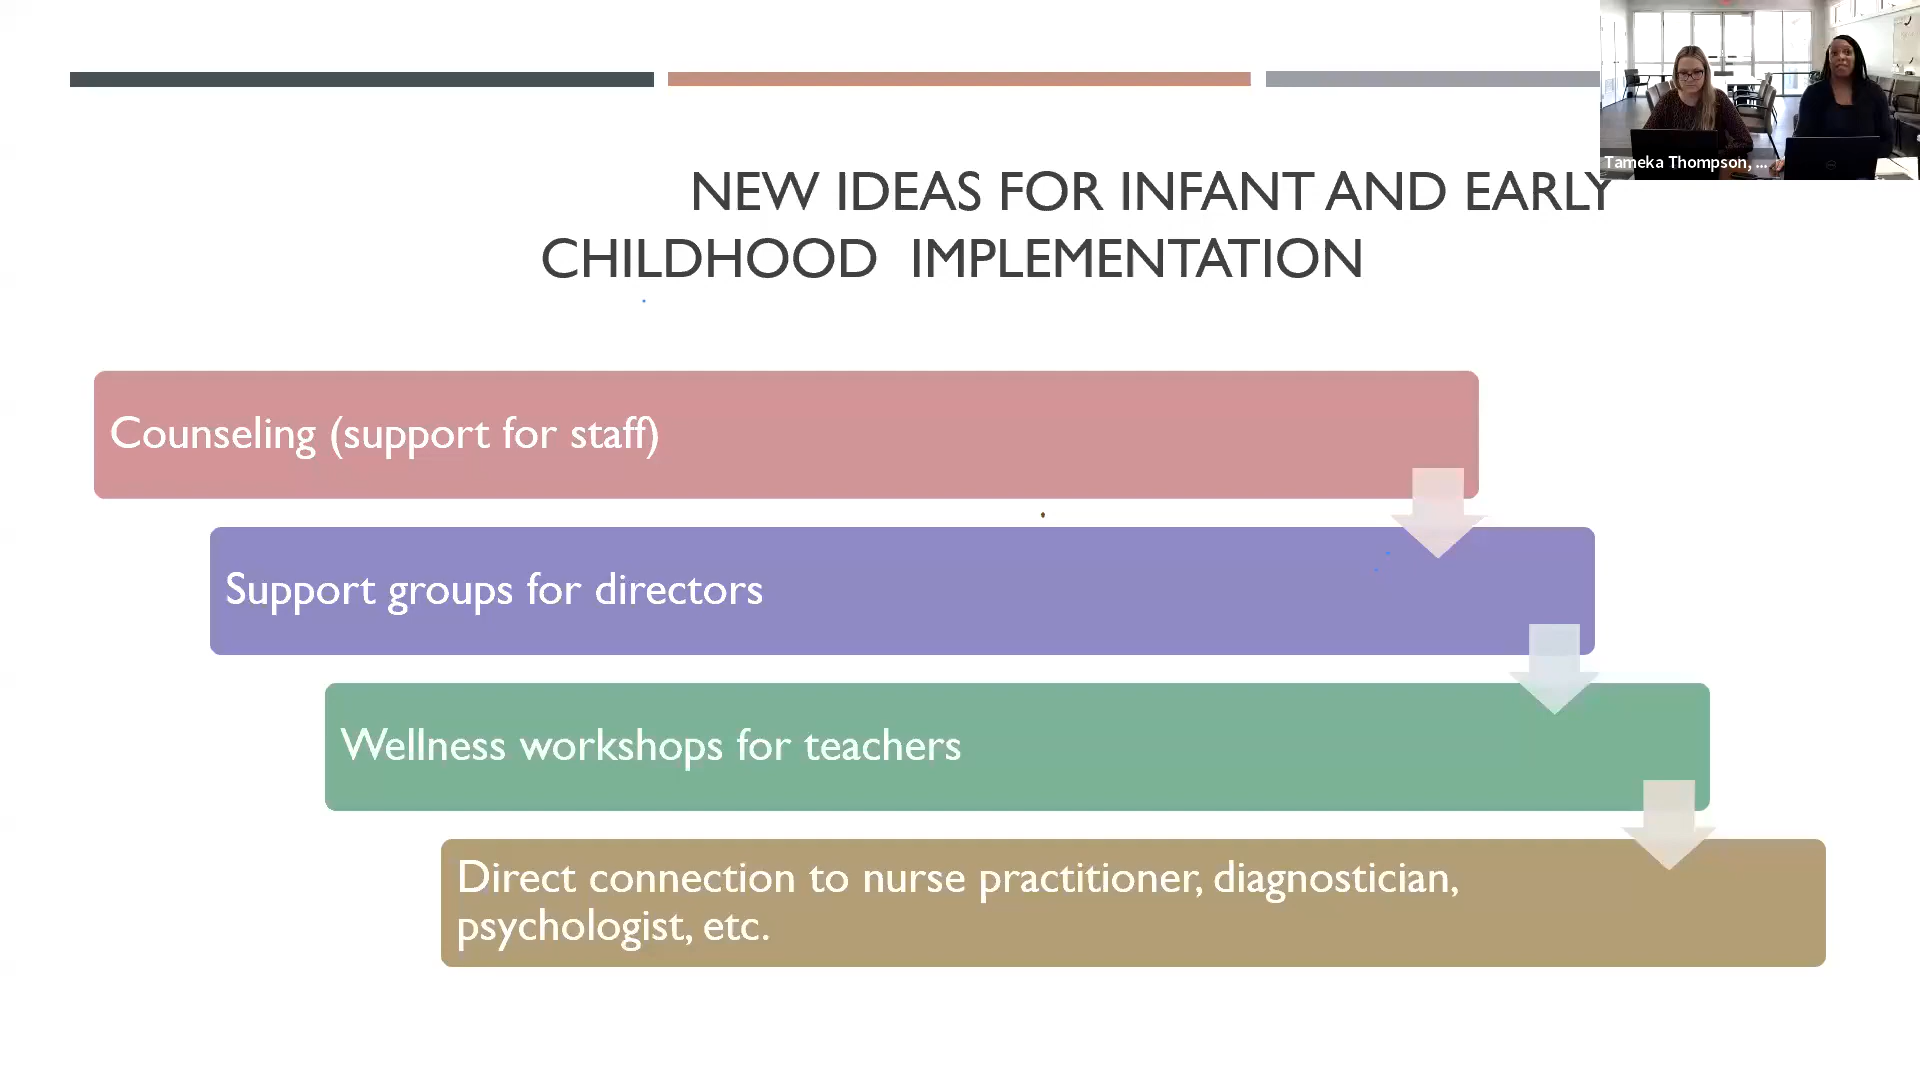 Tameka Thompson, ...
NEW IDEAS FOR INFANT AND EARLY
CHILDHOOD IMPLEMENTATION
Counseling (support for staff)
Support groups for directors
Wellness workshops for teachers
Direct connection to nurse practitioner, diagnostician,
psychologist, etc.